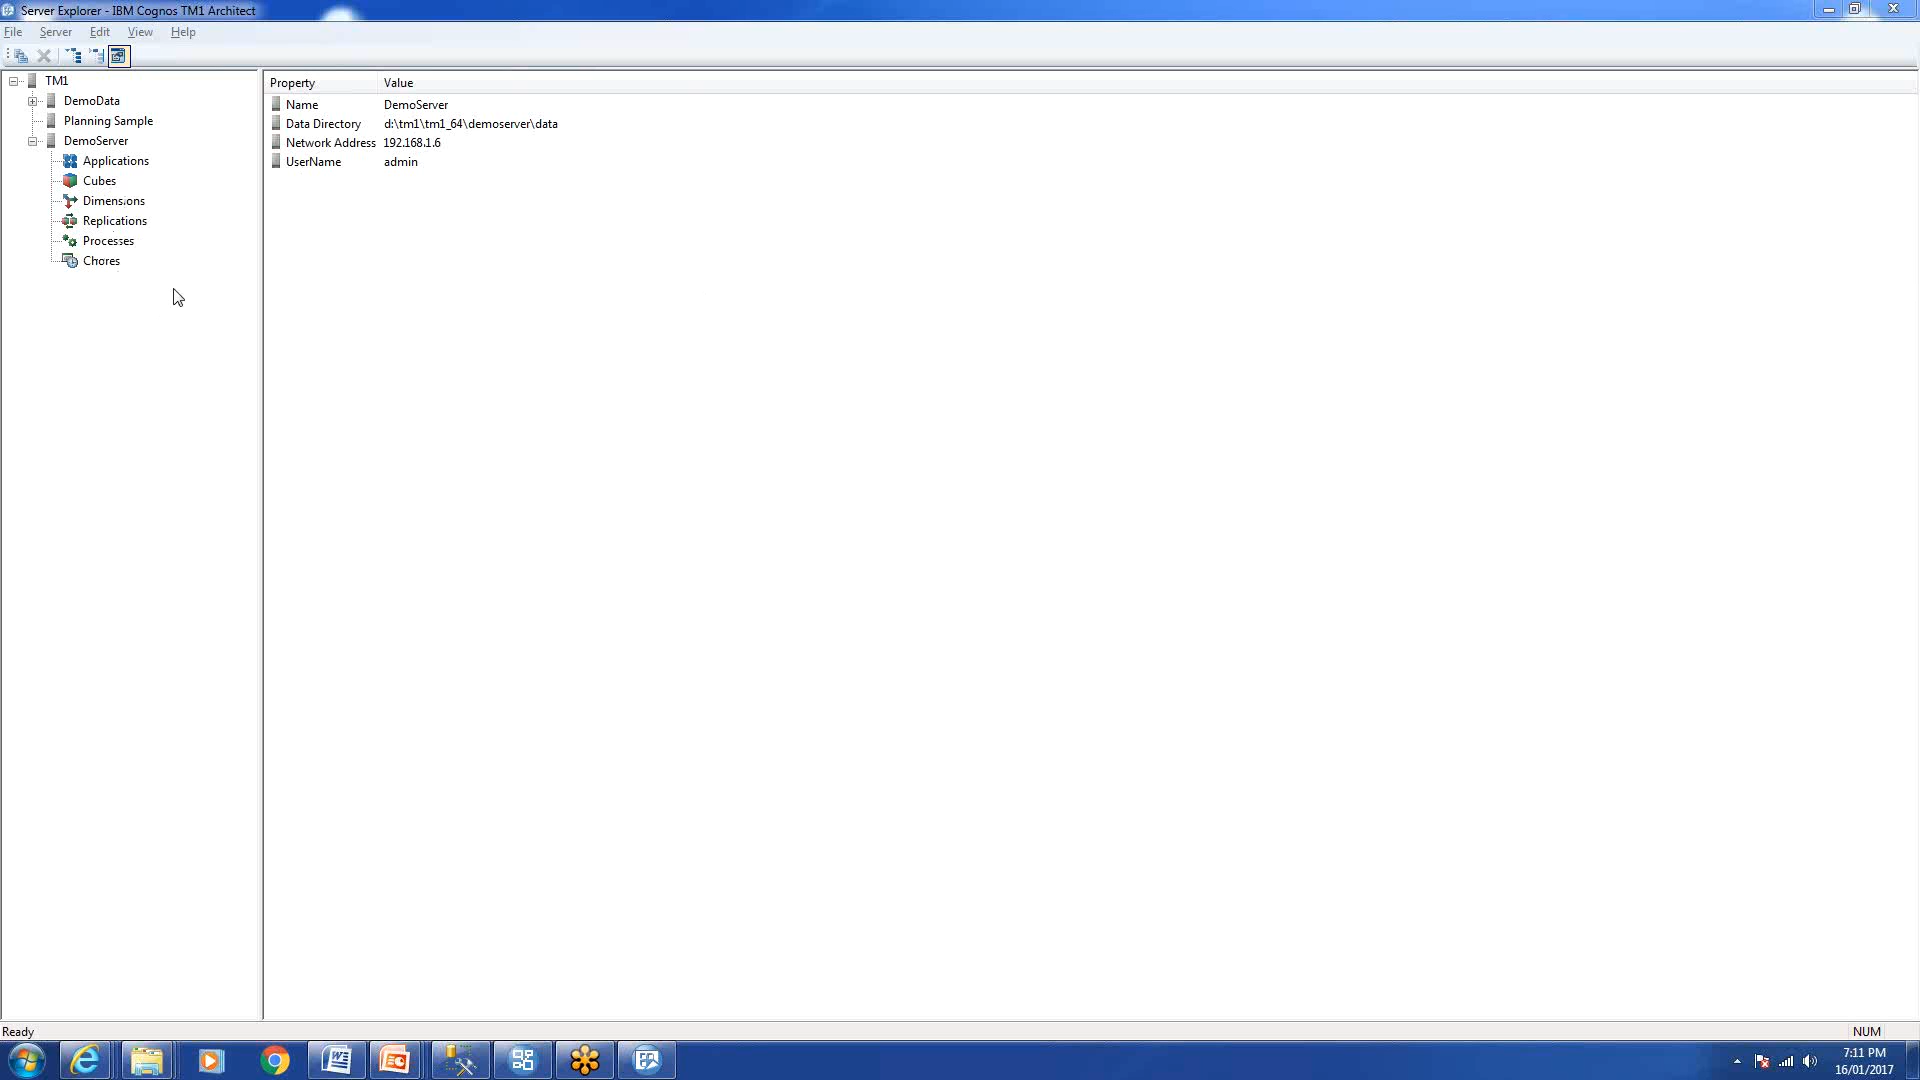 Server Explorer - IBM Cognos TM1 Architect
File Server Edit View Help
TM1
DemoData
Planning Sample
DemoServer
Applications
Cubes
Dimensions
Replications
Processes
Chores
Property Value
Name DemoServer
Data Directory d:\tm1\tm1_64\demoserver\data
Network Address 192.168.1.6
UserName admin
Ready
NUM
7:11 PM
16/01/2017